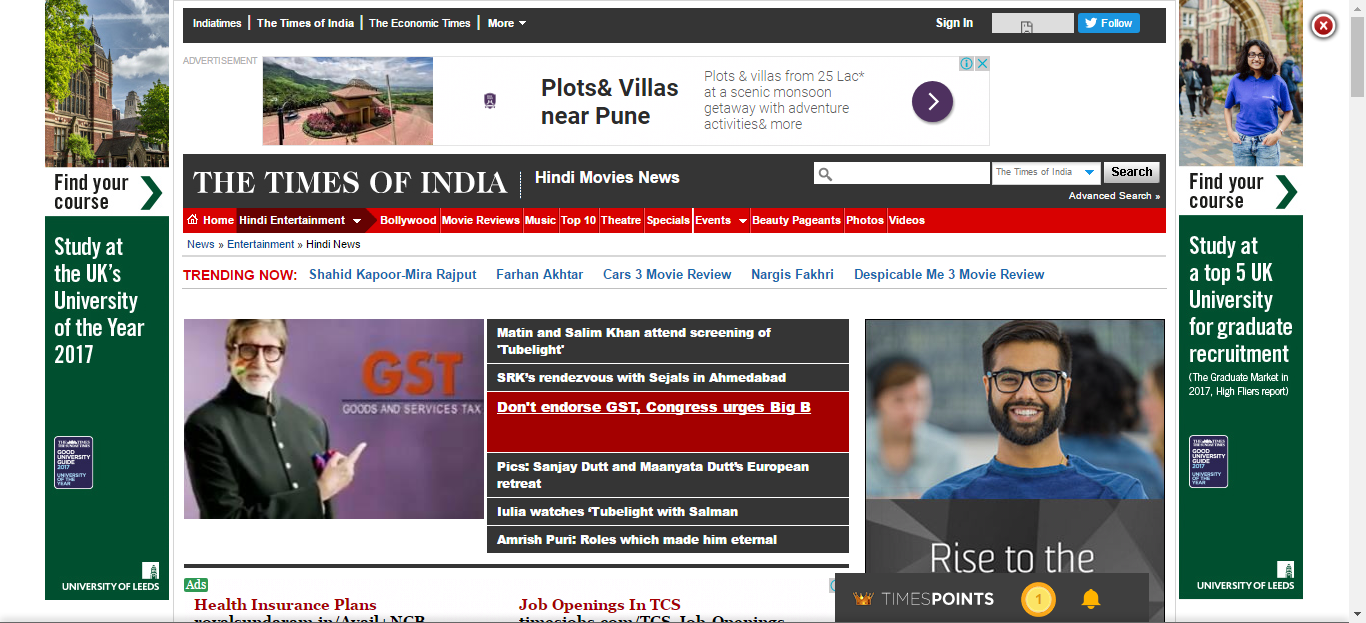 Indiatimes | The Times of India | The Economic Times | More
Sign In
Follow
ADVERTISEMENT
Plots& Villas
near Pune
Plots & villas from 25 Lac*
at a scenic monsoon
getaway with adventure
activities& more
THE TIMES OF INDIA
Hindi Movies News
The Times of India
Search
Advanced Search »
Home Hindi Entertainment Bollywood Movie Reviews Music Top 10 Theatre Specials Events Beauty Pageants Photos Videos
News » Entertainment » Hindi News
TRENDING NOW: Shahid Kapoor-Mira Rajput Farhan Akhtar Cars 3 Movie Review Nargis Fakhri Despicable Me 3 Movie Review
GST
GOODS AND SERVICES TAX
Matin and Salim Khan attend screening of
'Tubelight'
SRK's rendezvous with Sejals in Ahmedabad
Don't endorse GST, Congress urges Big B
Pics: Sanjay Dutt and Maanyata Dutt's European
retreat
Iulia watches ‘Tubelight with Salman
Amrish Puri: Roles which made him eternal
Ads
Health Insurance Plans
royalsundaram.in/Avail+NCB
Job Openings In TCS
timesjobs.com/TCS-Job-Openings
Rise to the
TIMESPOINTS
1
Find your
course
Study at
the UK's
University
of the Year
2017
THE TIMES
THE SUNDAY TIMES
GOOD
UNIVERSITY
GUIDE
2017
UNIVERSITY
OF THE
YEAR
UNIVERSITY OF LEEDS
Find your
course
Study at
a top 5 UK
University
for graduate
recruitment
(The Graduate Market in
2017, High Fliers report)
THE TIMES
THE SUNDAY TIMES
GOOD
UNIVERSITY
GUIDE
2017
UNIVERSITY
OF THE
YEAR
UNIVERSITY OF LEEDS